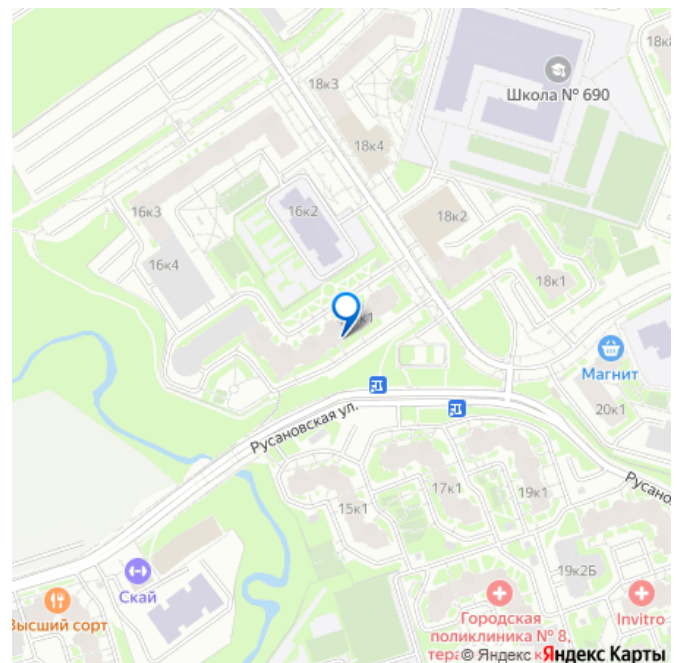 18к
18к3
Школа № 690
18к4
16к2
18к2
16к3
16к4
18к1
к1
Магнит
20к1
Русановская ул.
Русано
17к1
19к1
15к1
19к2Б
Скай
Городская
поликлиника № 8,
Invitro
Высший сорт
© Яндекс Яндекс Карты